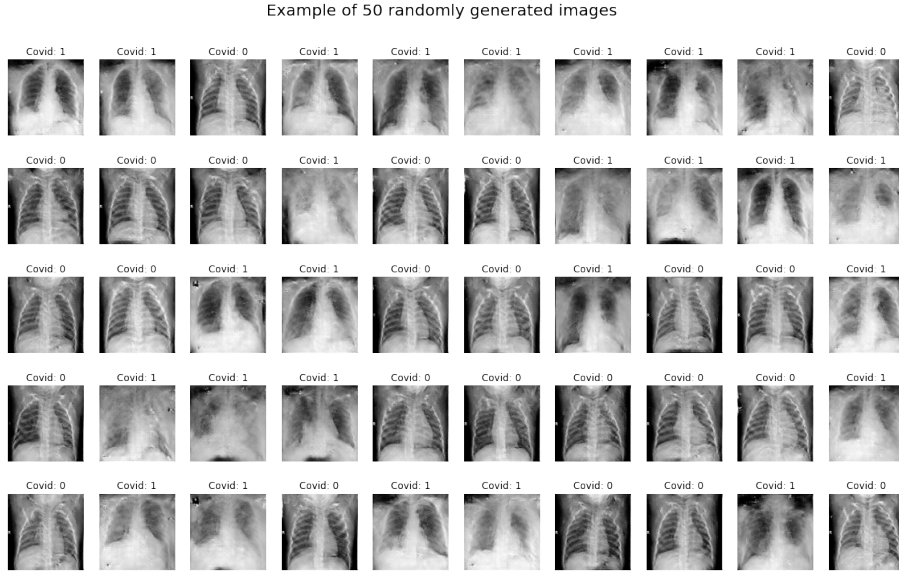 Example of 50 randomly generated images
Covid: 1 Covid: 1 Covid: 0 Covid: 1 Covid: 1 Covid: 1 Covid: 1 Covid: 1 Covid: 1 Covid: 0
Covid: 0 Covid: 0 Covid: 0 Covid: 1 Covid: 0 Covid: 0 Covid: 1 Covid: 1 Covid: 1 Covid: 1
Covid: 0 Covid: 0 Covid: 1 Covid: 1 Covid: 0 Covid: 0 Covid: 1 Covid: 0 Covid: 0 Covid: 1
Covid: 0 Covid: 1 Covid: 1 Covid: 1 Covid: 0 Covid: 0 Covid: 0 Covid: 0 Covid: 0 Covid: 1
Covid: 0 Covid: 1 Covid: 1 Covid: 0 Covid: 1 Covid: 1 Covid: 0 Covid: 0 Covid: 1 Covid: 0